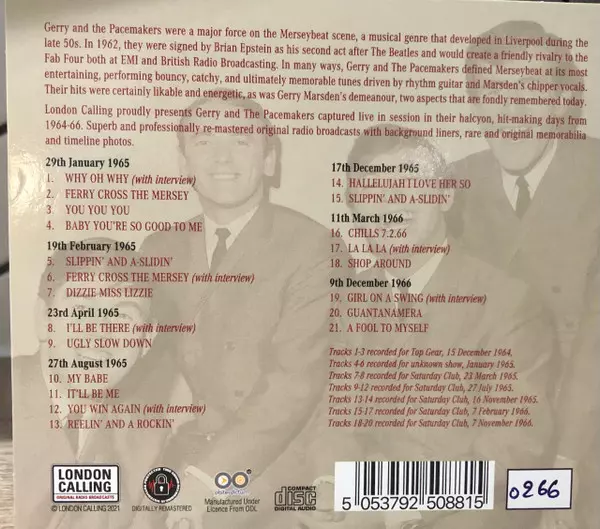 Gerry and the Pacemakers were a major force on the Merseybeat scene, a musical genre that developed in Liverpool during the
late 50s. In 1962, they were signed by Brian Epstein as his second act after The Beatles and would create a friendly rivalry to the
Fab Four both at EMI and British Radio Broadcasting. In many ways, Gerry and The Pacemakers defined Merseybeat at its most
entertaining, performing bouncy, catchy, and ultimately memorable tunes driven by rhythm guitar and Marsden's chipper vocals.
Their hits were certainly likable and energetic, as was Gerry Marsden's demeanour, two aspects that are fondly remembered today.
London Calling proudly presents Gerry and The Pacemakers captured live in session in their halcyon, hit-making days from
1964-66. Superb and professionally re-mastered original radio broadcasts with background liners, rare and original memorabilia
and timeline photos.
29th January 1965
1. WHY OH WHY (with interview)
2. FERRY CROSS THE MERSEY
3. YOU YOU YOU
4. BABY YOU'RE SO GOOD TO ME
19th February 1965
5. SLIPPIN' AND A-SLIDIN'
6. FERRY CROSS THE MERSEY (with interview)
7. DIZZIE MISS LIZZIE
23rd April 1965
8. I'LL BE THERE (with interview)
9. UGLY SLOW DOWN
27th August 1965
10. MY BABE
11. IT'LL BE ME
12. YOU WIN AGAIN (with interview)
13. REELIN' AND A ROCKIN'
17th December 1965
14. HALLELUJAH I LOVE HER SO
15. SLIPPIN' AND A-SLIDIN'
11th March 1966
16. CHILLS 7.2.66
17. LA LA LA (with interview)
18. SHOP AROUND
9th December 1966
19. GIRL ON A SWING (with interview)
20. GUANTANAMERA
21. A FOOL TO MYSELF
Tracks 1-3 recorded for Top Gear, 15 December 1964.
Tracks 4-6 recorded for unknown show, January 1965.
Tracks 7-8 recorded for Saturday Club, 23 March 1965.
Tracks 9-12 recorded for Saturday Club, 27 July 1965.
Tracks 13-14 recorded for Saturday Club, 16 November 1965.
Tracks 15-17 recorded for Saturday Club, 7 February 1966.
Tracks 18-20 recorded for Saturday Club, 7 November 1966.
LONDON
CALLING
ORIGINAL RADIO BROADCASTS
© LONDON CALLING 2021
DIGITALLY REMASTERED
Manufactured Under
Licence From ODL
COMPACT
disc
DIGITAL AUDIO
5 053792 508815
0266